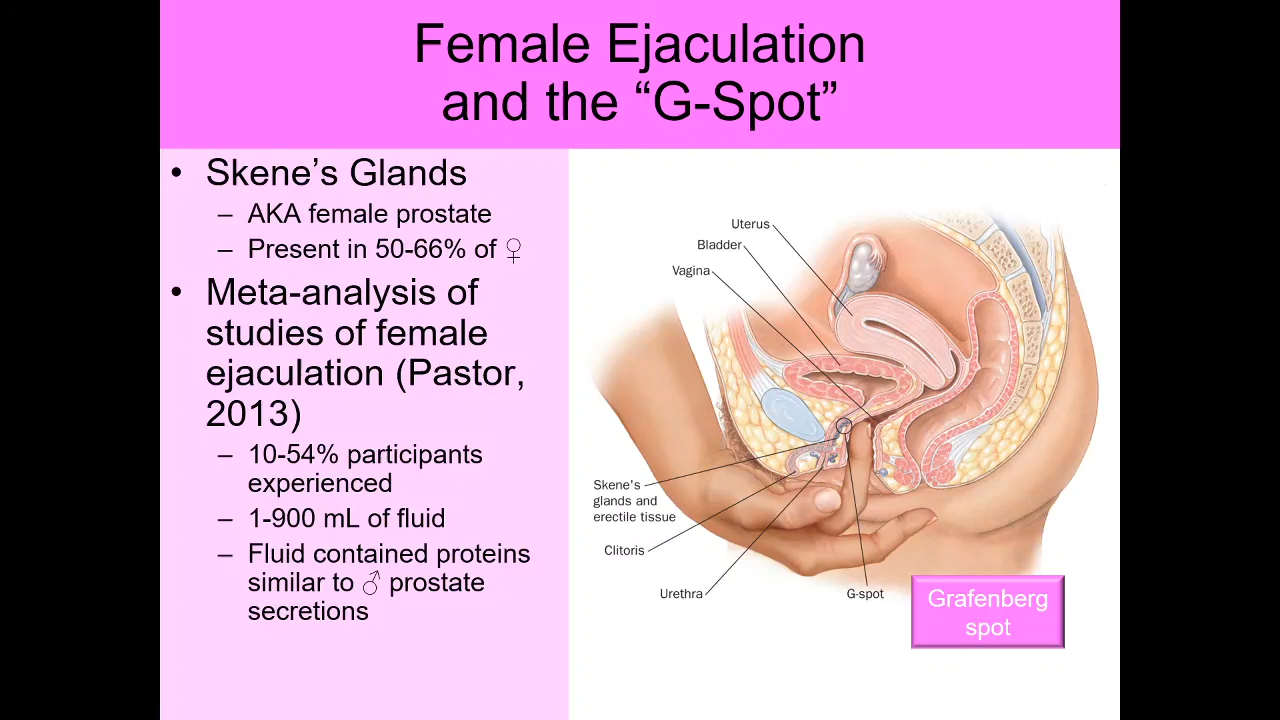 Female Ejaculation
and the “G-Spot”
• Skene’s Glands
– AKA female prostate
– Present in 50-66% of ♀
• Meta-analysis of
studies of female
ejaculation (Pastor,
2013)
– 10-54% participants
experienced
– 1-900 mL of fluid
– Fluid contained proteins
similar to ♂ prostate
secretions
Uterus
Bladder
Vagina
Skene's
glands and
erectile tissue
Clitoris
Urethra
G-spot
Grafenberg
spot